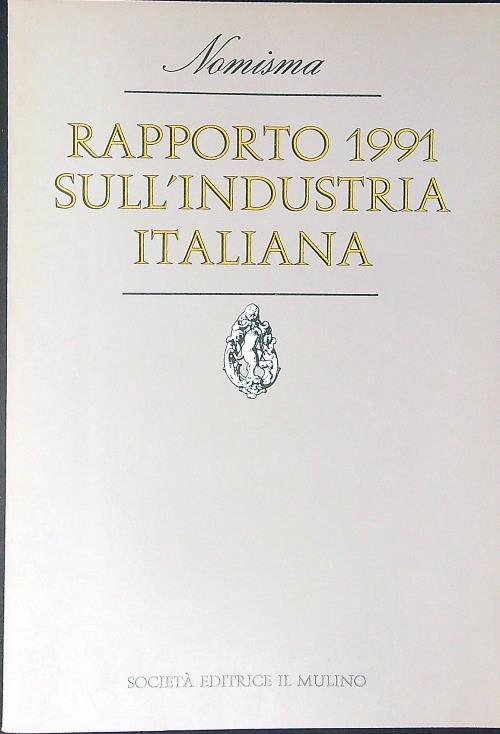 Nomisma
RAPPORTO 1991
SULL'INDUSTRIA
ITALIANA
SOCIETÀ EDITRICE IL MULINO